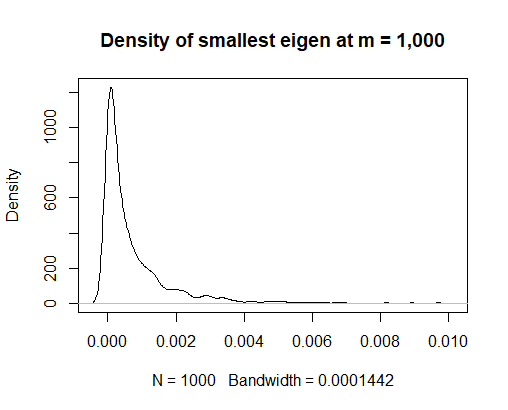 Density of smallest eigen at m = 1,000
Density
1000
600
200
0
0.000 0.002 0.004 0.006 0.008 0.010
N = 1000 Bandwidth = 0.0001442